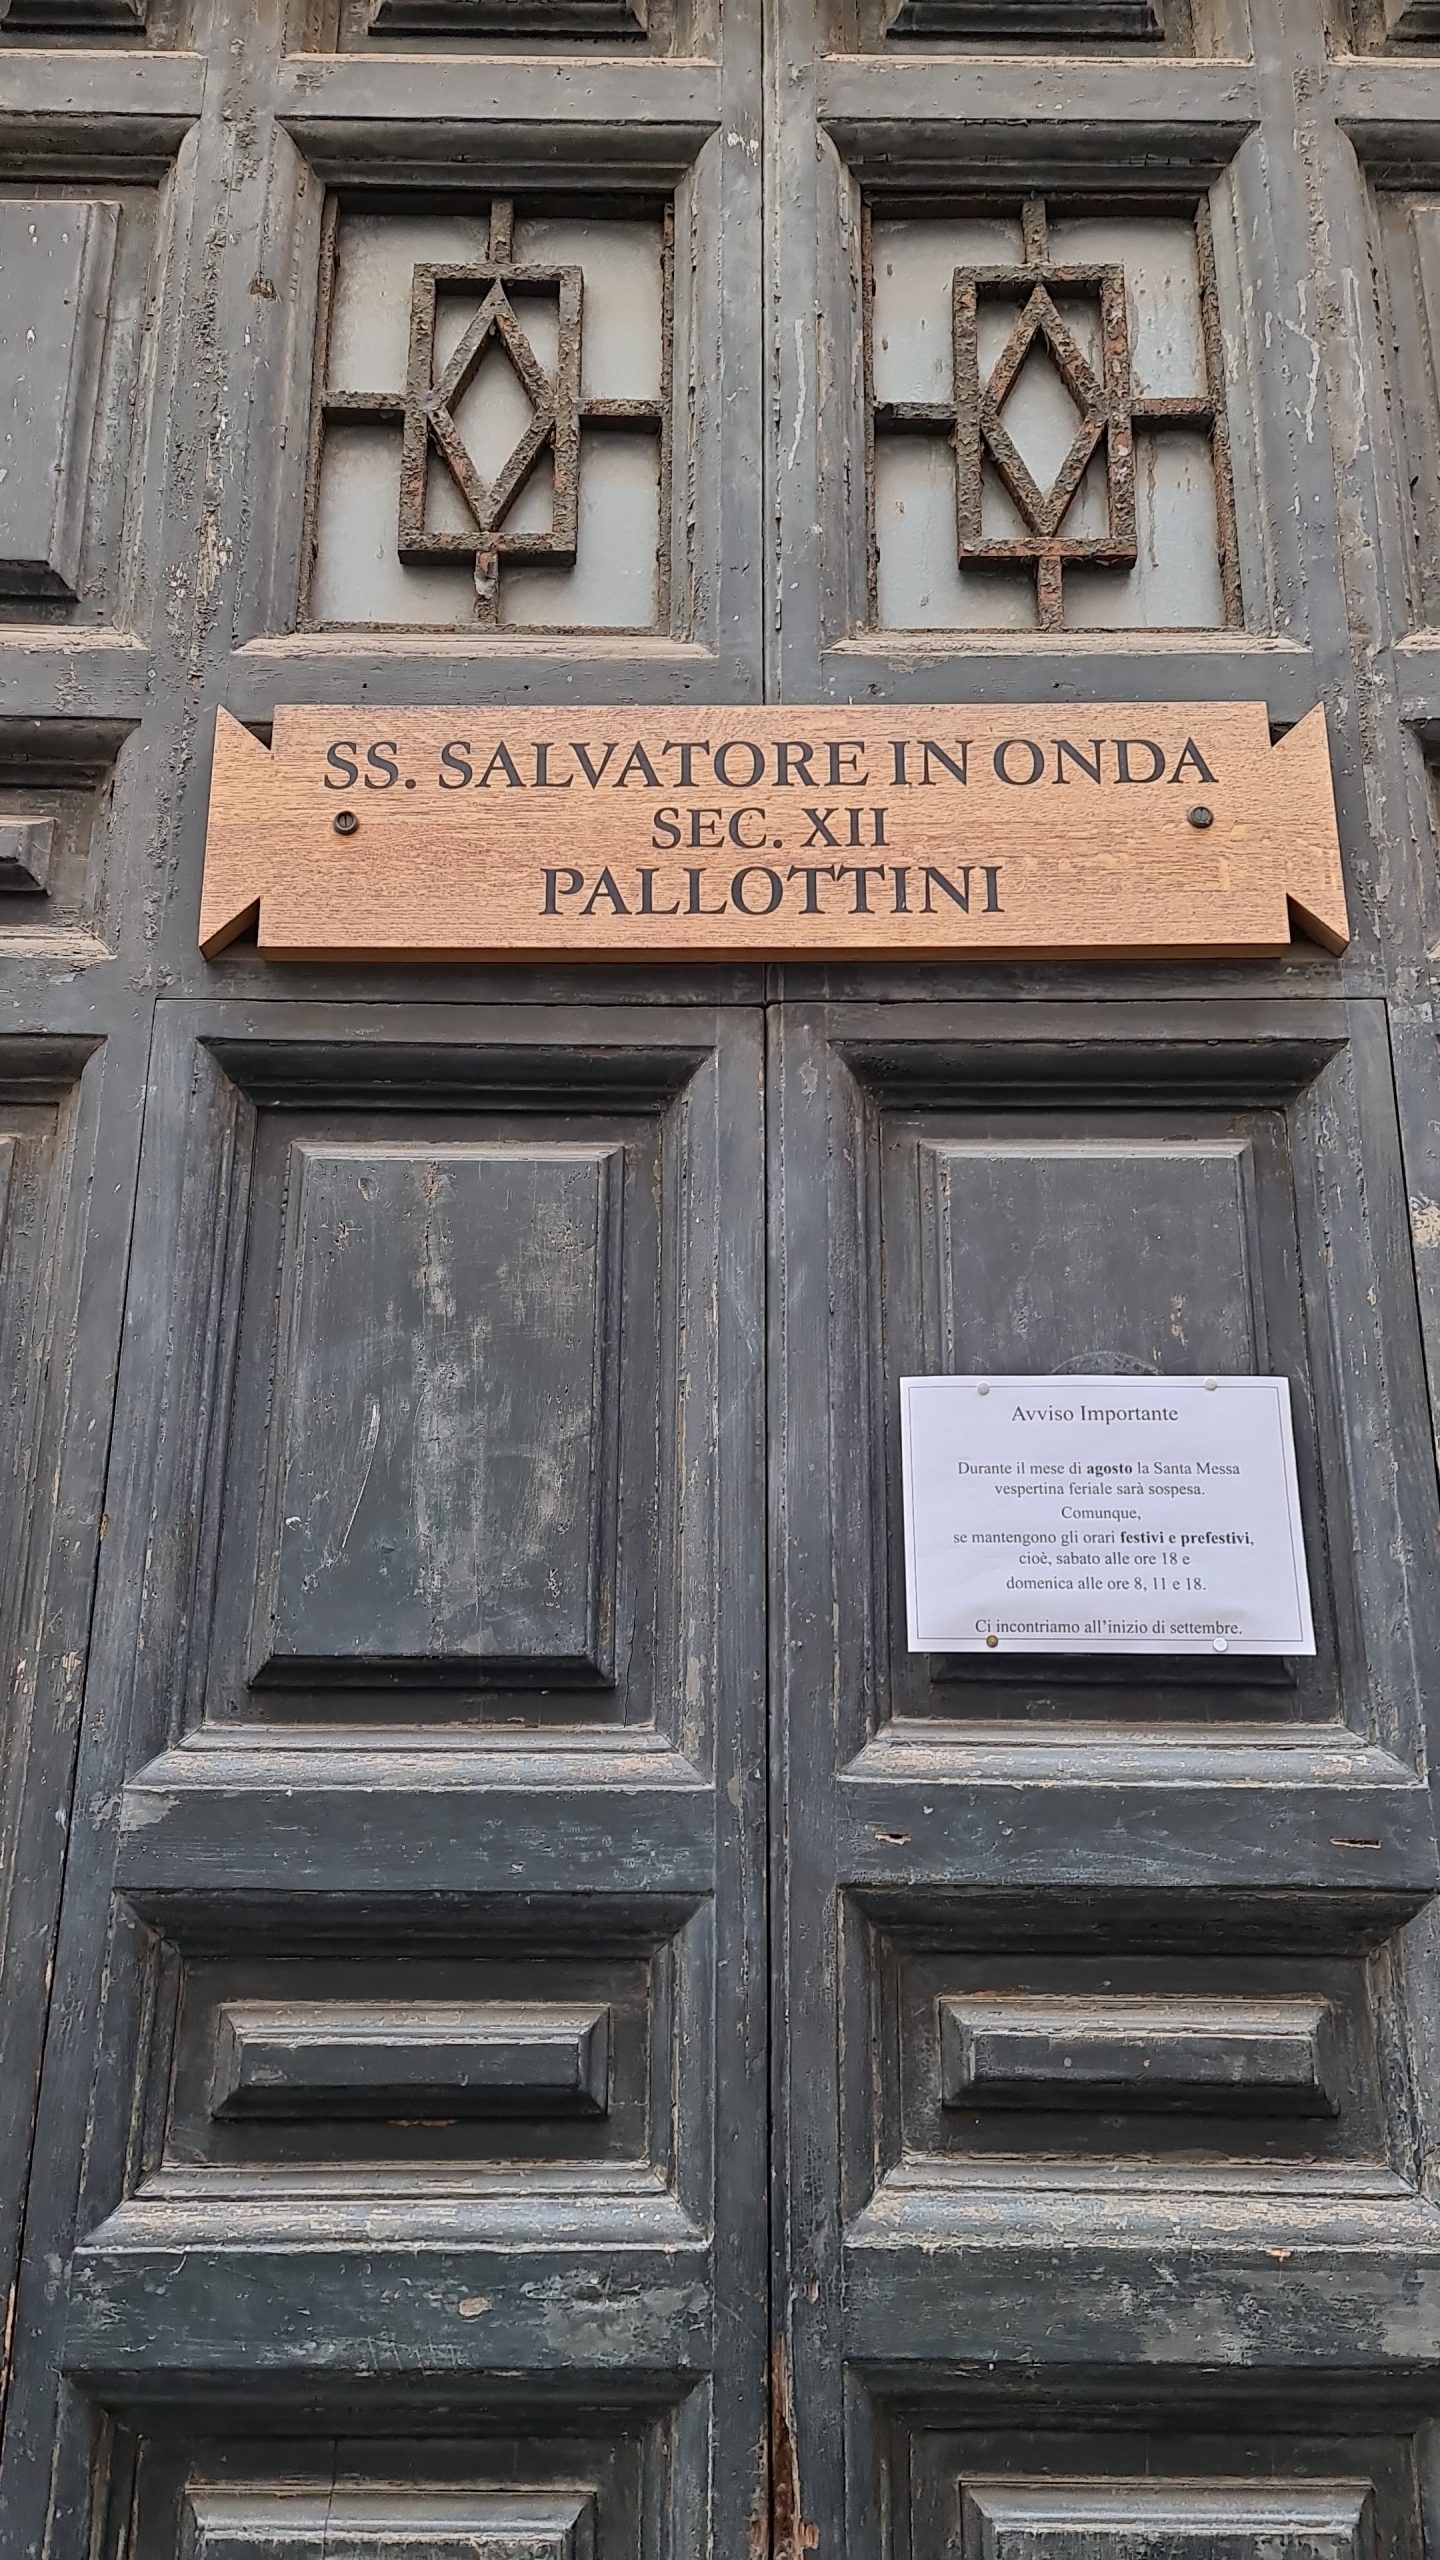 SS. SALVATORE IN ONDA
SEC. XII
PALLOTTINI
Avviso Importante
Durante il mese di agosto la Santa Messa
vespertina feriale sarà sospesa.
Comunque,
se mantengono gli orari festivi e prefestivi,
cioè, sabato alle ore 18 e
domenica alle ore 8, 11 e 18.
Ci incontriamo all'inizio di settembre.